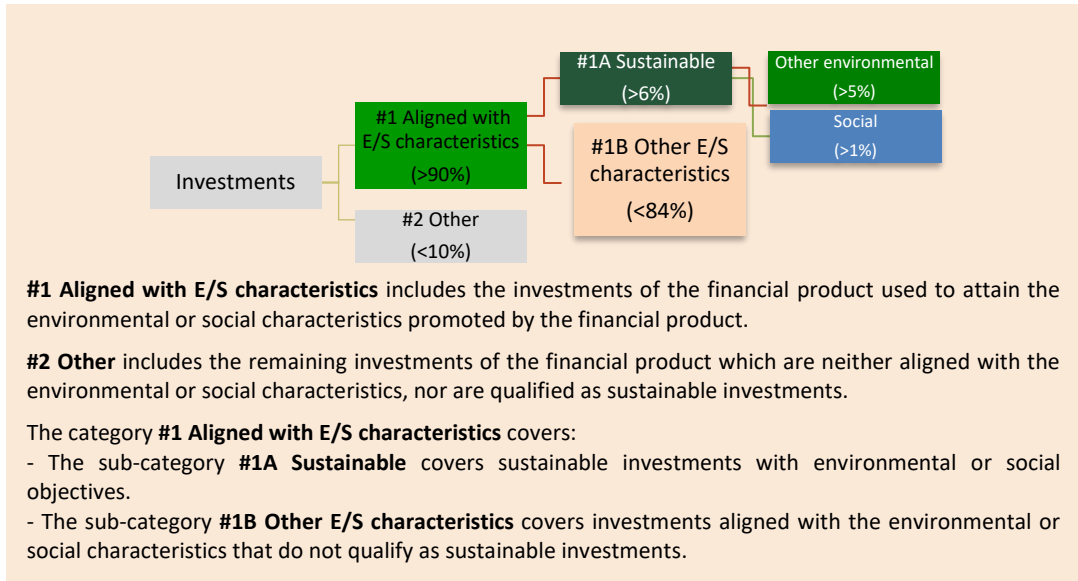 Investments
#1 Aligned with
E/S characteristics
(>90%)
#2 Other
(<10%)
#1A Sustainable
(>6%)
#1B Other E/S
characteristics
(<84%)
Other environmental
(>5%)
Social
(>1%)
#1 Aligned with E/S characteristics includes the investments of the financial product used to attain the
environmental or social characteristics promoted by the financial product.
#2 Other includes the remaining investments of the financial product which are neither aligned with the
environmental or social characteristics, nor are qualified as sustainable investments.
The category #1 Aligned with E/S characteristics covers:
- The sub-category #1A Sustainable covers sustainable investments with environmental or social
objectives.
- The sub-category #1B Other E/S characteristics covers investments aligned with the environmental or
social characteristics that do not qualify as sustainable investments.